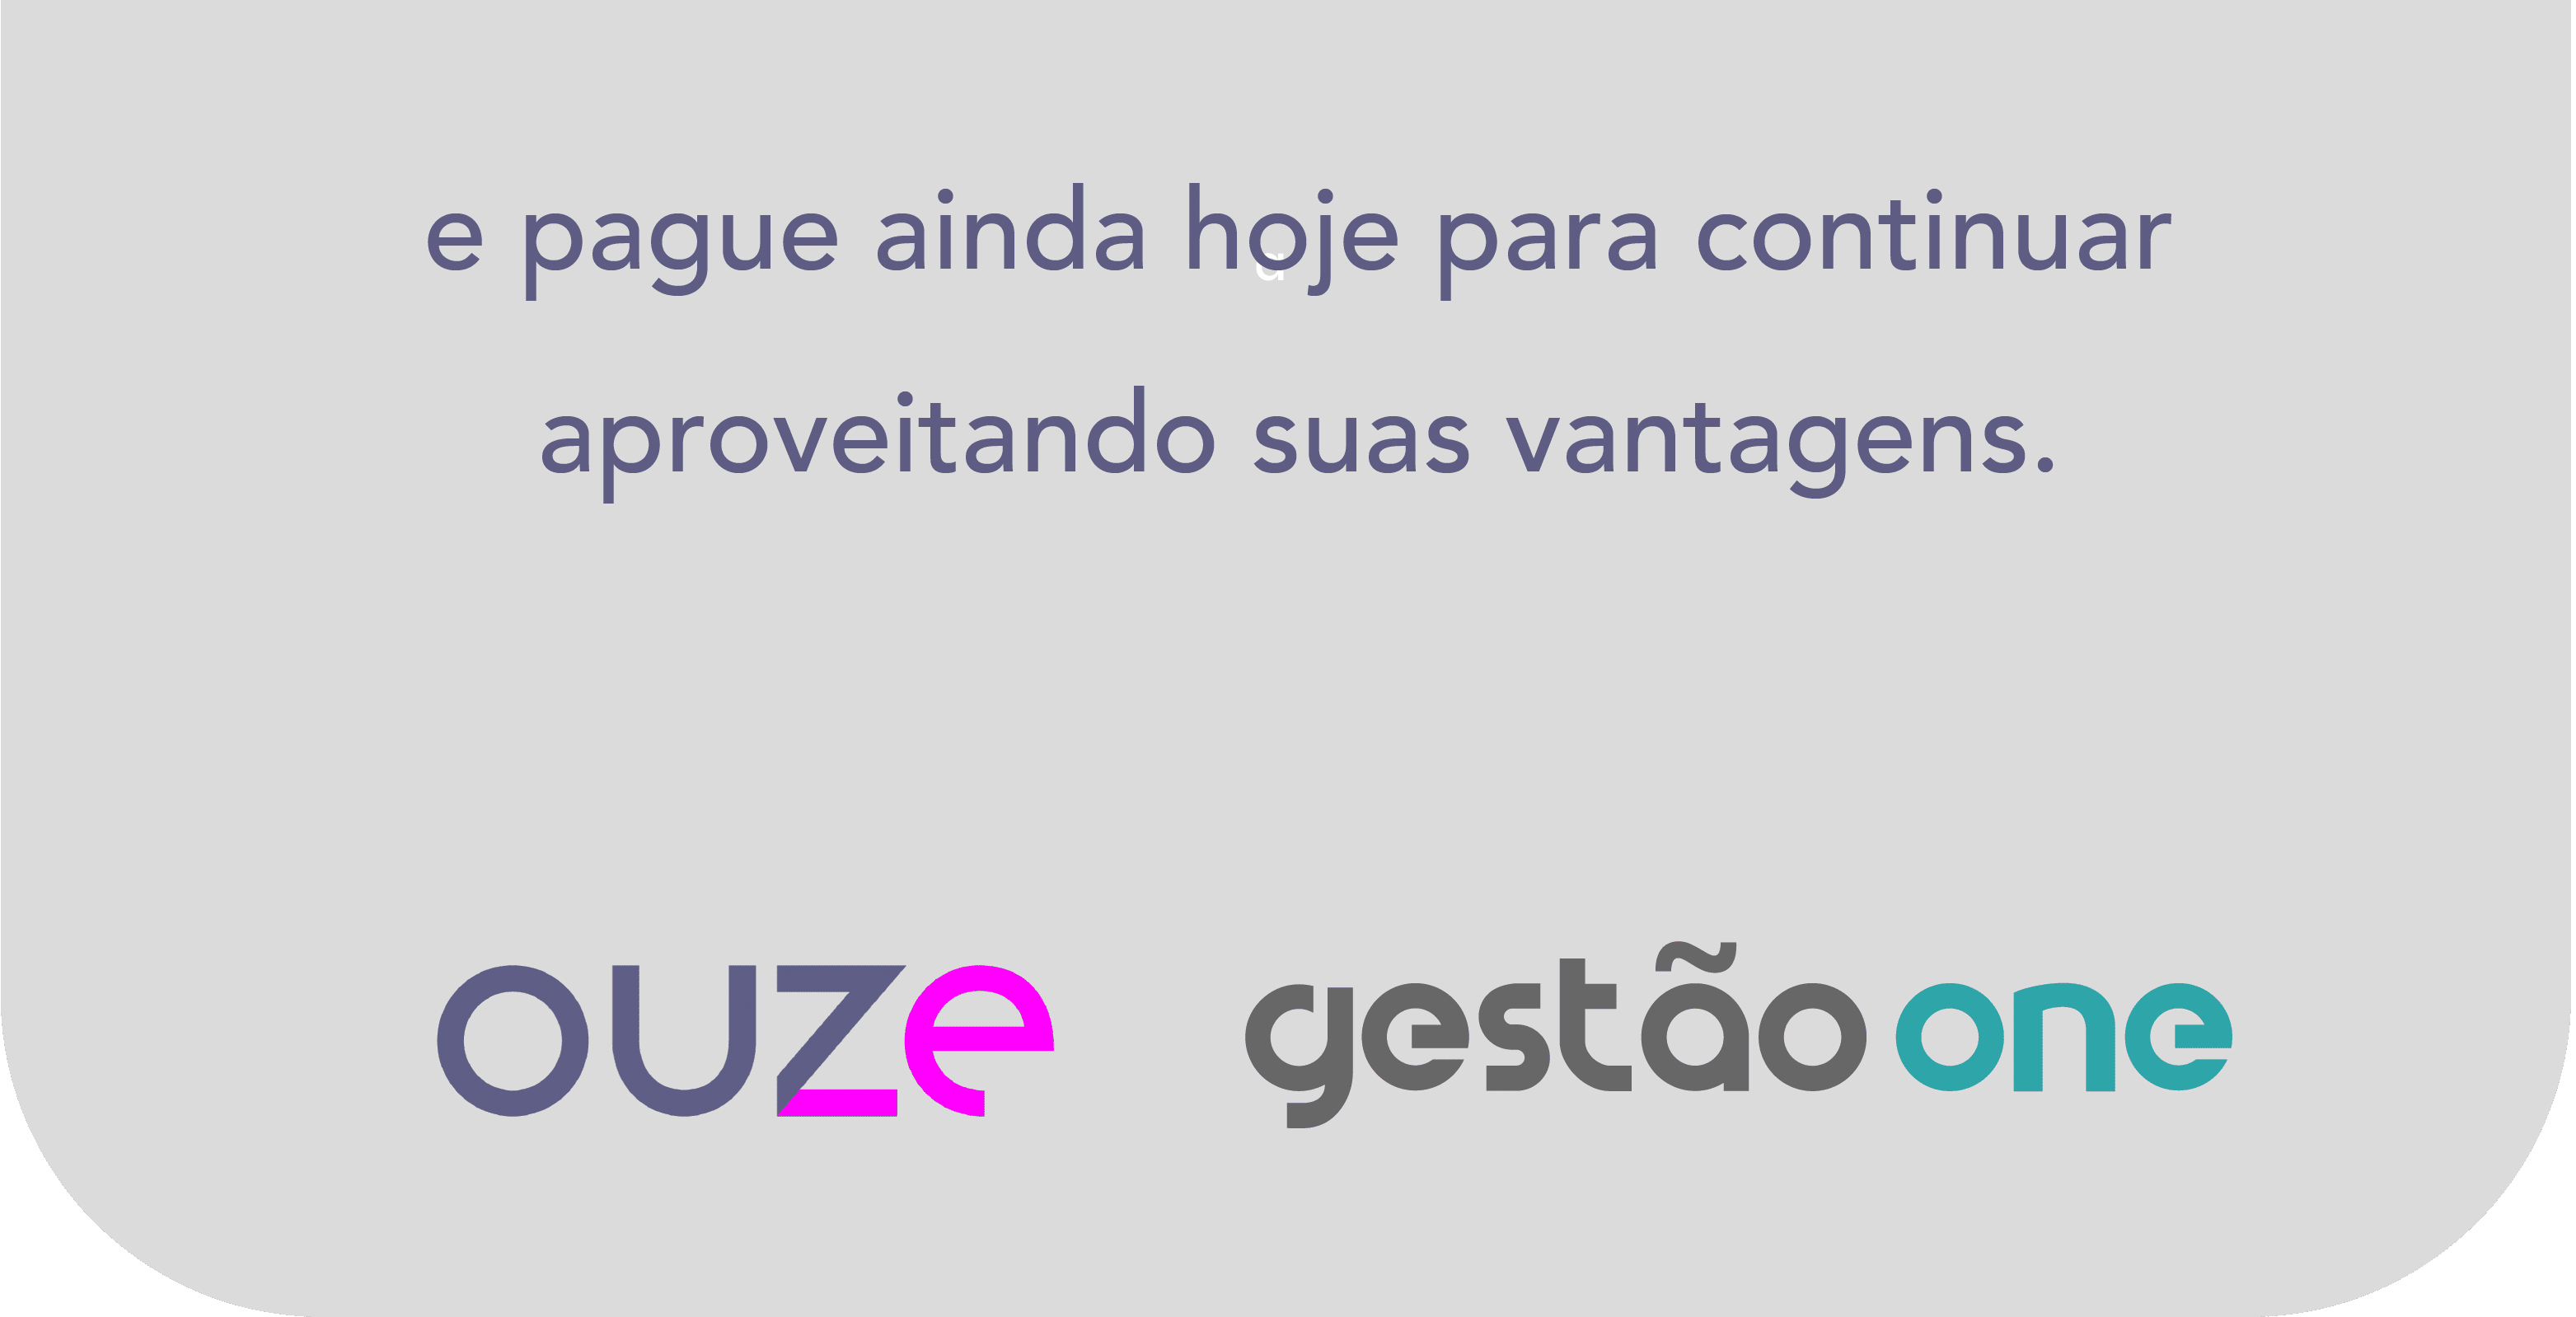 e pague ainda hoje para continuar
aproveitando suas vantagens.
ouze gestão one